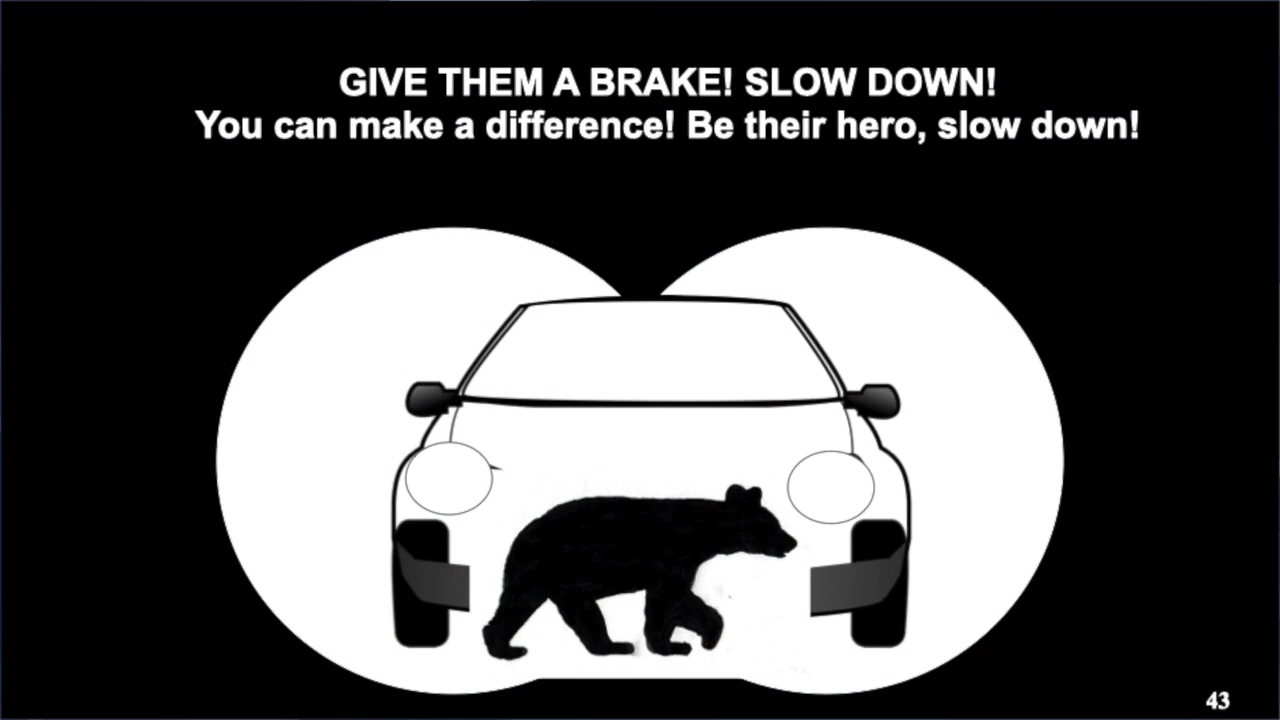 GIVE THEM A BRAKE! SLOW DOWN!
You can make a difference! Be their hero, slow down!
43